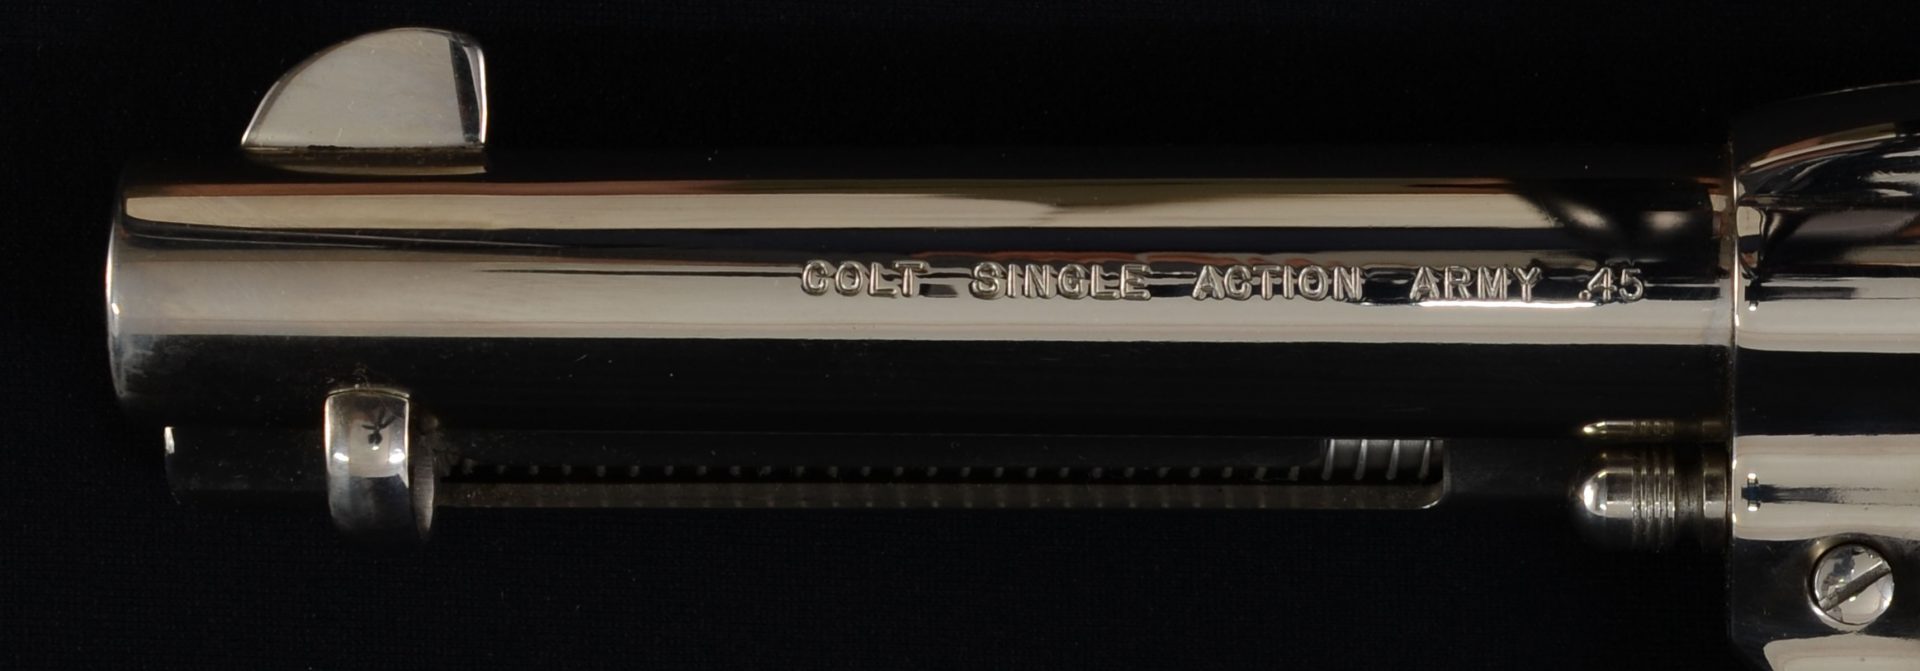 COLT SINGLE ACTION ARMY .45